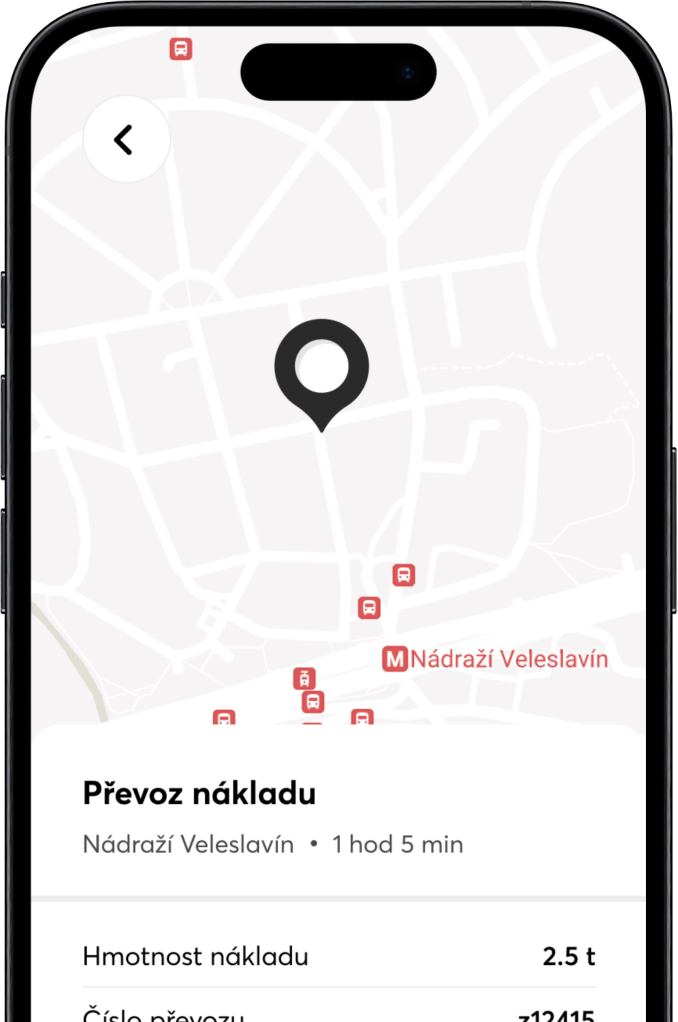 M Nádraží Veleslavín
Převoz nákladu
Nádraží Veleslavín • 1 hod 5 min
Hmotnost nákladu 2.5 t
Číslo převozu z12415